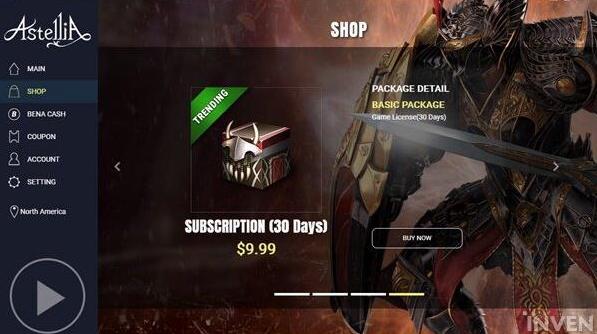 AstelliA
MAIN
SHOP
BENA CASH
COUPON
ACCOUNT
SETTING
North America
SHOP
TRENDING
SUBSCRIPTION (30 Days)
$9.99
PACKAGE DETAIL
BASIC PACKAGE
Game License(30 Days)
BUY NOW
INVEN